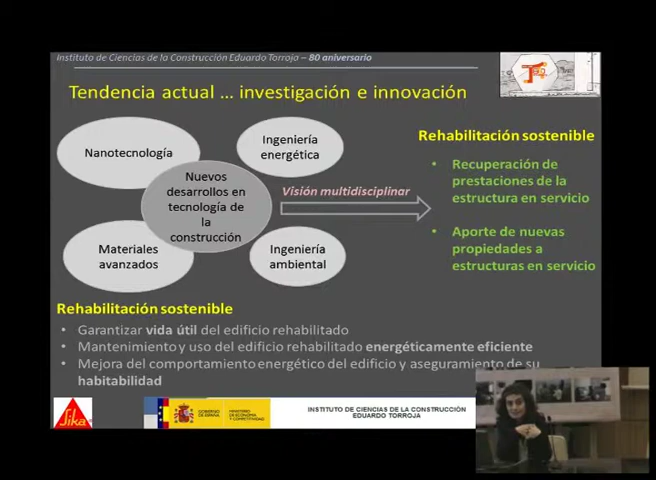 Instituto de Ciencias de la Construcción Eduardo Torroja – 80 aniversario
Tendencia actual ... investigación e innovación
Nanotecnología
Ingeniería
energética
Nuevos
desarrollos en
tecnología de
la
construcción
Visión multidisciplinar
Materiales
avanzados
Ingeniería
ambiental
Rehabilitación sostenible
• Recuperación de
prestaciones de la
estructura en servicio
• Aporte de nuevas
propiedades a
estructuras en servicio
Rehabilitación sostenible
• Garantizar vida útil del edificio rehabilitado
• Mantenimiento y uso del edificio rehabilitado energéticamente eficiente
• Mejora del comportamiento energético del edificio y aseguramiento de su
habitabilidad
Sika
GOBIERNO
DE ESPAÑA
MINISTERIO
DE ECONOMÍA
Y COMPETITIVIDAD
INSTITUTO DE CIENCIAS DE LA CONSTRUCCIÓN
EDUARDO TORROJA